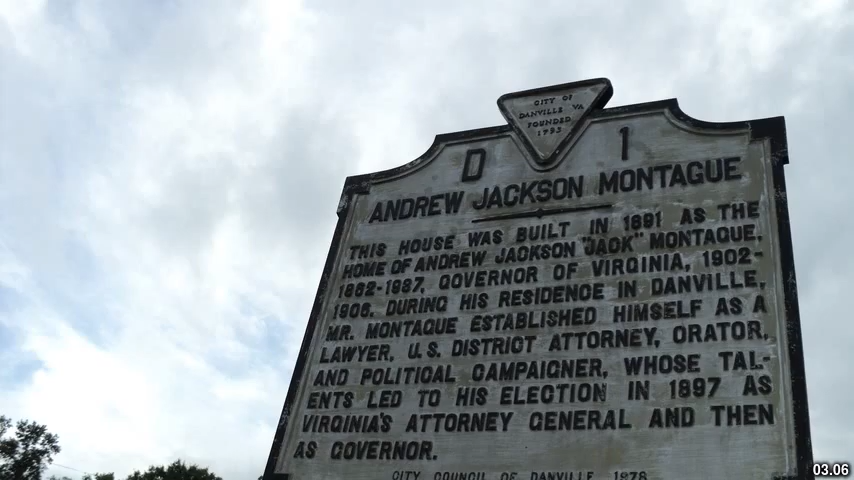 CITY OF
DANVILLE VA
FOUNDED
1793
D 1
ANDREW JACKSON MONTAGUE
THIS HOUSE WAS BUILT IN 1891 AS THE
HOME OF ANDREW JACKSON "JACK" MONTAGUE,
1862-1937, GOVERNOR OF VIRGINIA, 1902-
1906. DURING HIS RESIDENCE IN DANVILLE,
MR. MONTAGUE ESTABLISHED HIMSELF AS A
LAWYER, U. S. DISTRICT ATTORNEY, ORATOR,
AND POLITICAL CAMPAIGNER, WHOSE TAL-
ENTS LED TO HIS ELECTION IN 1897 AS
VIRGINIA'S ATTORNEY GENERAL AND THEN
AS GOVERNOR.
CITY COUNCIL OF DANVILLE, 1976
03.06